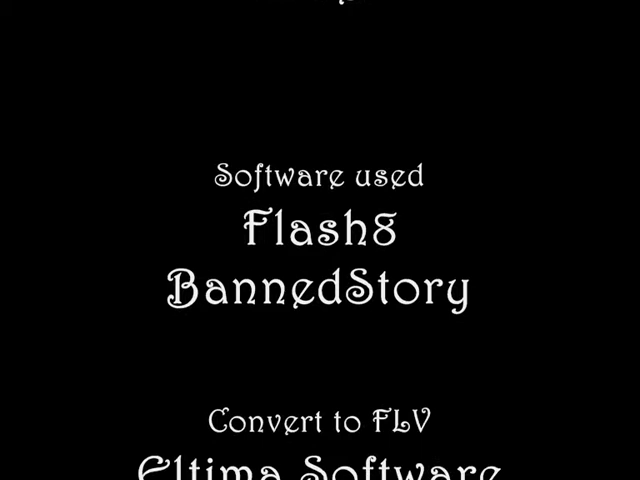 Software used
Flash8
BannedStory
Convert to FLV
Eltima Software